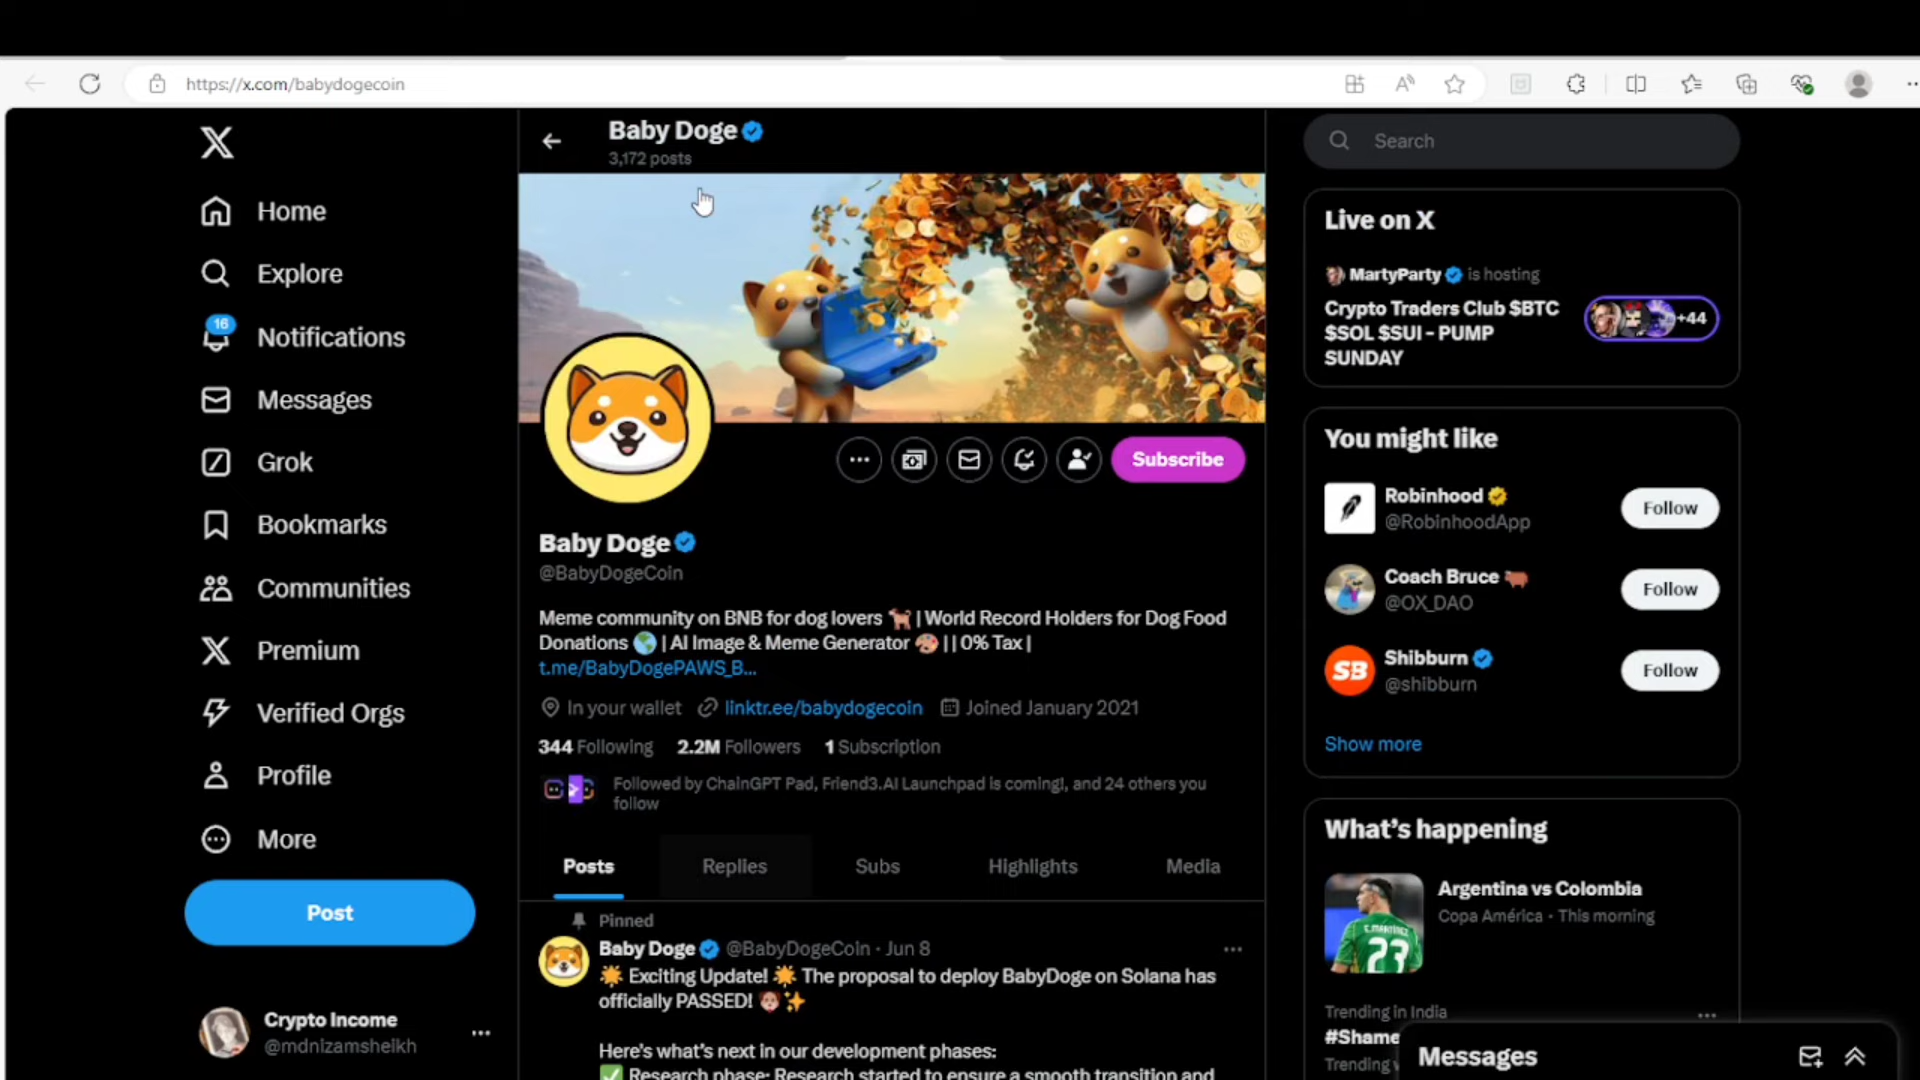 https://x.com/babydogecoin
Baby Doge
3,172 posts
Search
Home
Explore
16
Notifications
Messages
Grok
Bookmarks
Communities
Premium
Verified Orgs
Profile
More
Post
Crypto Income
@mdnizamsheikh
Subscribe
Baby Doge
@BabyDogeCoin
Meme community on BNB for dog lovers 🐕 | World Record Holders for Dog Food
Donations 🌎 | AI Image & Meme Generator 🎨 | | 0% Tax |
t.me/BabyDogePAWS_B...
In your wallet linktr.ee/babydogecoin Joined January 2021
344 Following 2.2M Followers 1 Subscription
Followed by ChainGPT Pad, Friend3.AI Launchpad is coming!, and 24 others you
follow
Posts Replies Subs Highlights Media
Pinned
Baby Doge @BabyDogeCoin · Jun 8
🌟 Exciting Update! 🌟 The proposal to deploy BabyDoge on Solana has
officially PASSED! 🐶✨
Here's what's next in our development phases:
✅ Research phase: Research started to ensure a smooth transition and
Live on X
MartyParty is hosting
Crypto Traders Club $BTC
$SOL $SUI - PUMP
SUNDAY
+44
You might like
Robinhood
@RobinhoodApp
Follow
Coach Bruce 🐂
@OX_DAO
Follow
SB
Shibburn
@shibburn
Follow
Show more
What's happening
Argentina vs Colombia
Copa América · This morning
E.MARTINEZ
23
Trending in India
#Shame
Trending
Messages